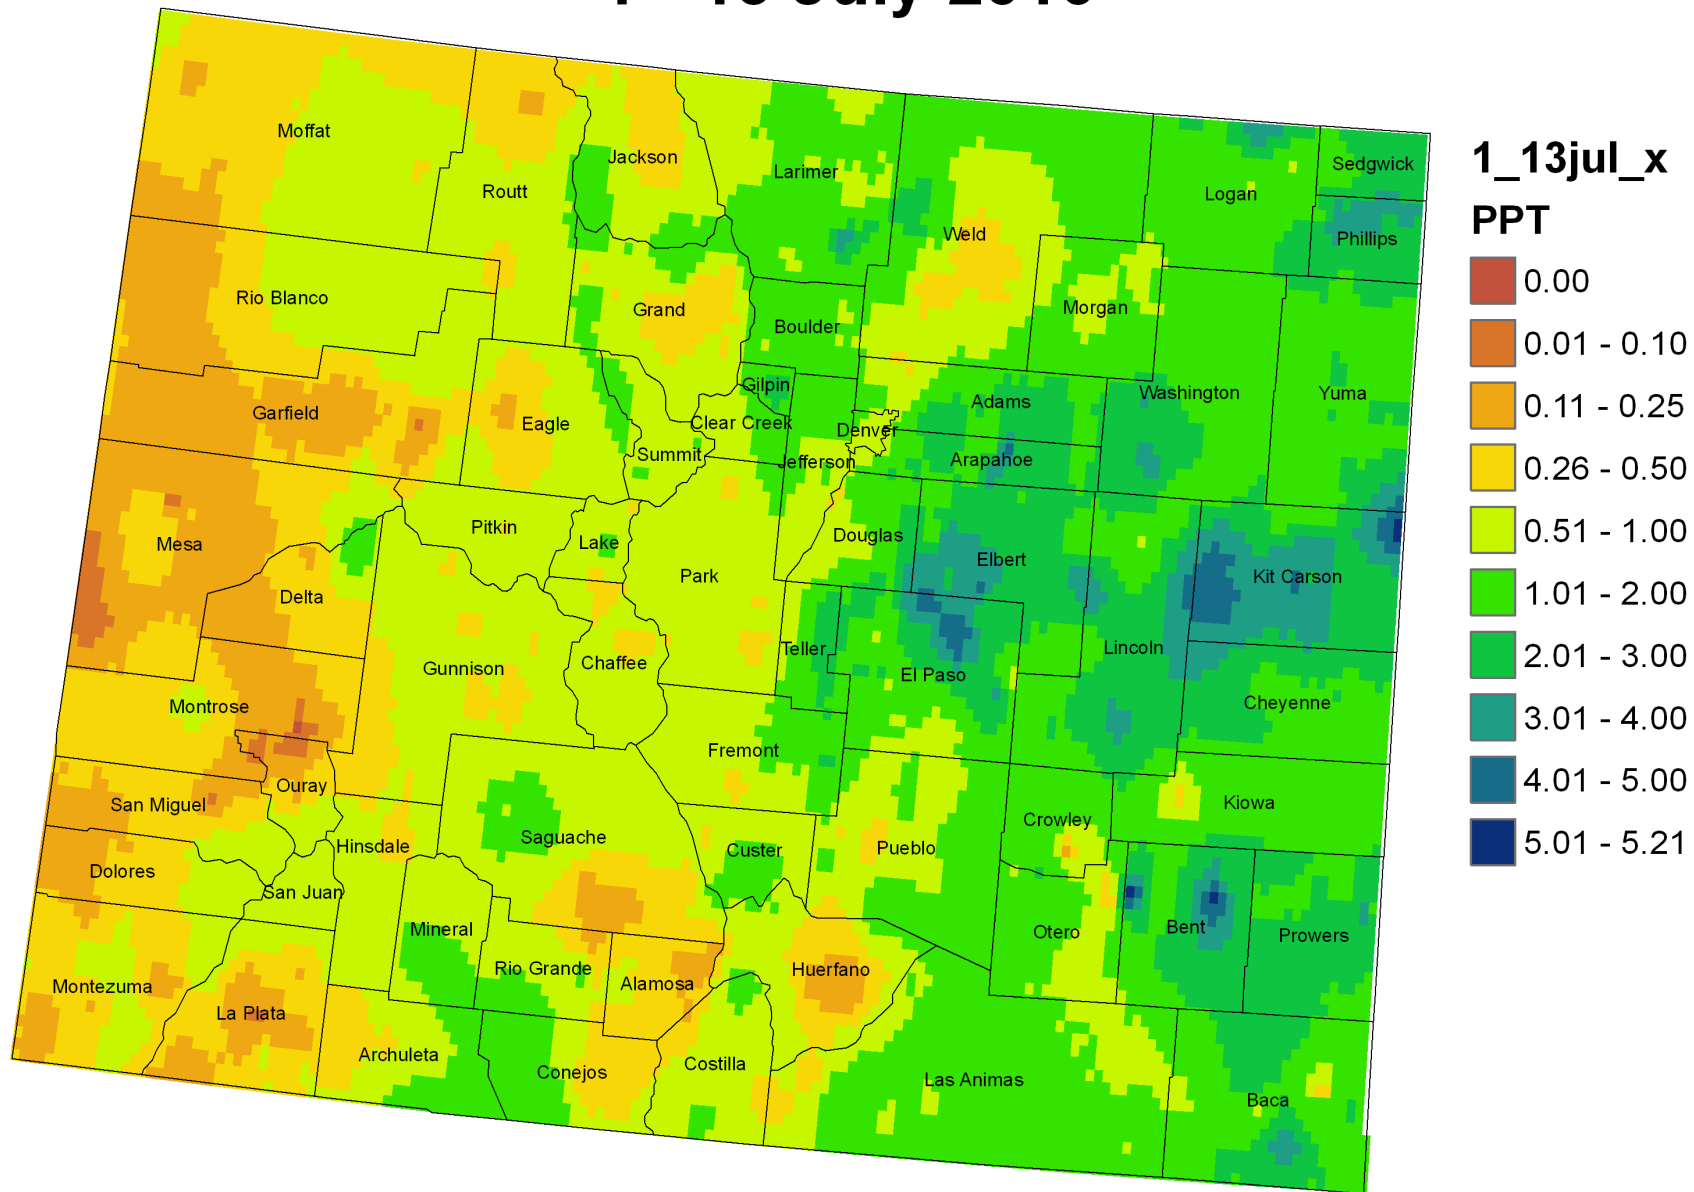 1_13jul_x
PPT
0.00
0.01 - 0.10
0.11 - 0.25
0.26 - 0.50
0.51 - 1.00
1.01 - 2.00
2.01 - 3.00
3.01 - 4.00
4.01 - 5.00
5.01 - 5.21
Moffat
Routt
Jackson
Larimer
Weld
Logan
Sedgwick
Phillips
Rio Blanco
Grand
Boulder
Morgan
Gilpin
Washington
Yuma
Garfield
Eagle
Clear Creek
Denver
Adams
Summit
Jefferson
Arapahoe
Mesa
Pitkin
Lake
Park
Douglas
Elbert
Kit Carson
Delta
Gunnison
Chaffee
Teller
El Paso
Lincoln
Cheyenne
Montrose
Fremont
Ouray
San Miguel
Hinsdale
Saguache
Custer
Pueblo
Crowley
Kiowa
Dolores
San Juan
Mineral
Rio Grande
Alamosa
Huerfano
Otero
Bent
Prowers
Montezuma
La Plata
Archuleta
Conejos
Costilla
Las Animas
Baca